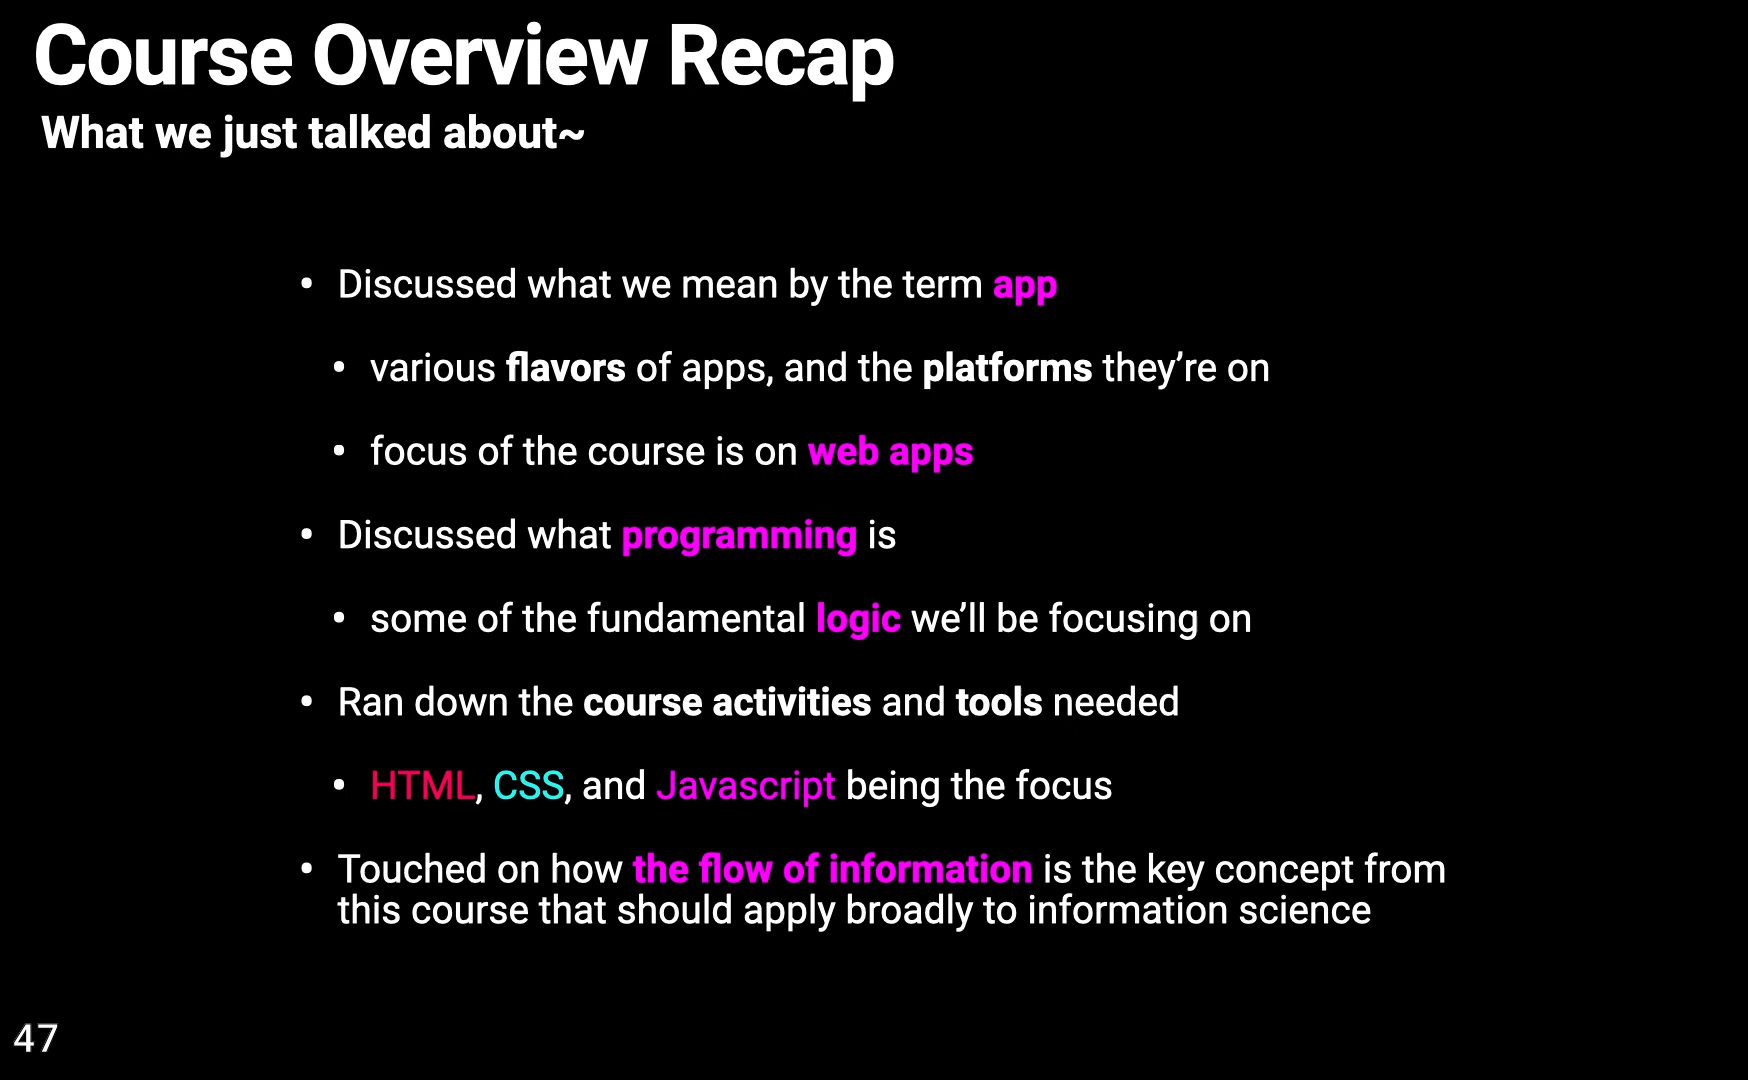 Course Overview Recap
What we just talked about~
• Discussed what we mean by the term app
• various flavors of apps, and the platforms they’re on
• focus of the course is on web apps
• Discussed what programming is
• some of the fundamental logic we’ll be focusing on
• Ran down the course activities and tools needed
• HTML, CSS, and Javascript being the focus
• Touched on how the flow of information is the key concept from
this course that should apply broadly to information science
47